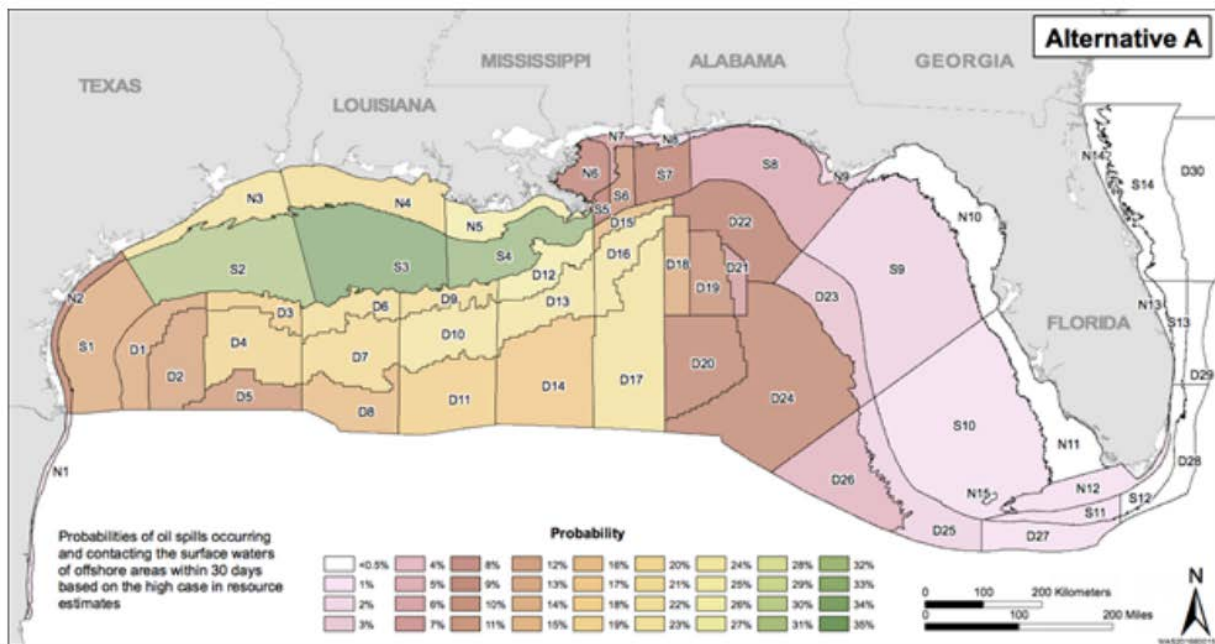 Alternative A
MISSISSIPPI ALABAMA GEORGIA
TEXAS
LOUISIANA
FLORIDA
N7 N8
N14
D30
N6 S8
S14
S7
N9
S6
N3
N4
S5
N10
N5
D15
D22
S4
D16
S2 S3
D12 D18 D21 S9
N2
D9 D13 D19 D23
N13
D3 D6
S13
S1 D1
D4 D10
D7
D2
D20
D29
D17
D5
D11 D14 D24
D8
S10
N11
D28
N1
D26
N15
N12
S12
S11
D25 D27
Probabilities of oil spills occurring
and contacting the surface waters
of offshore areas within 30 days
based on the high case in resource
estimates
Probability
<0.5% 4% 8% 12% 16% 20% 24% 28% 32%
1% 5% 9% 13% 17% 21% 25% 29% 33%
2% 6% 10% 14% 18% 22% 26% 30% 34%
3% 7% 11% 15% 19% 23% 27% 31% 35%
0 100 200 Kilometers
0 100 200 Miles
N